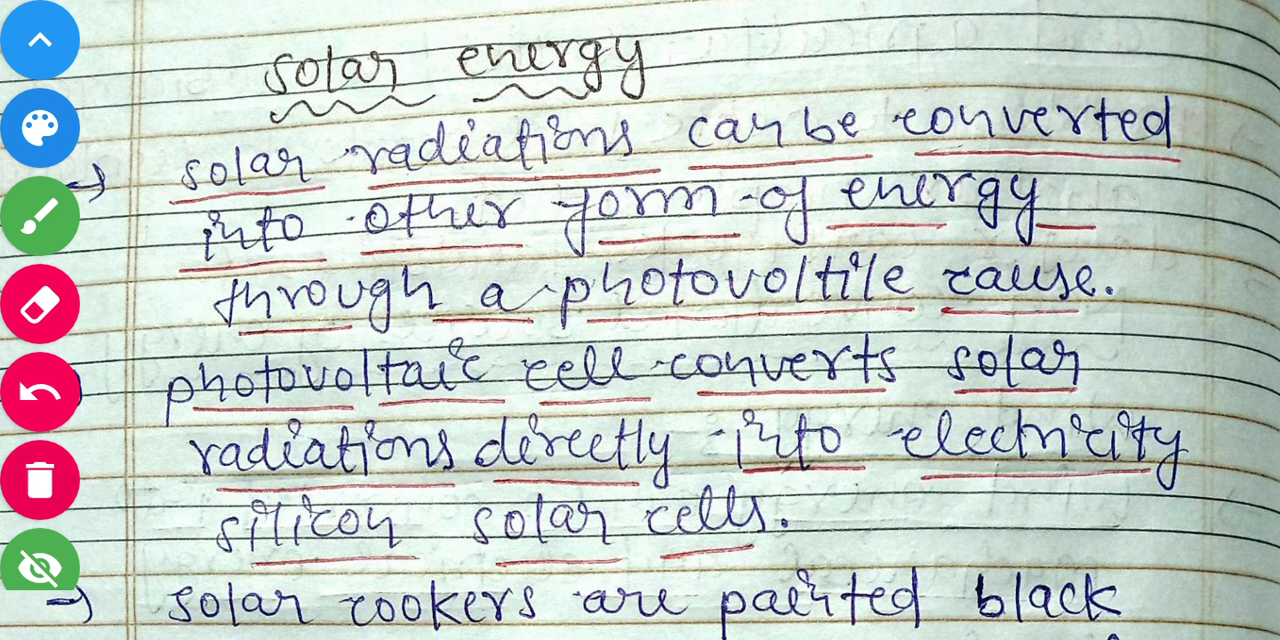 solar energy
→ solar radiations can be converted
into other form of energy
through a photovoltile cause.
photovoltaic cell converts solar
radiations directly into electricity
silicon solar cells.
→ solar cookers are painted black